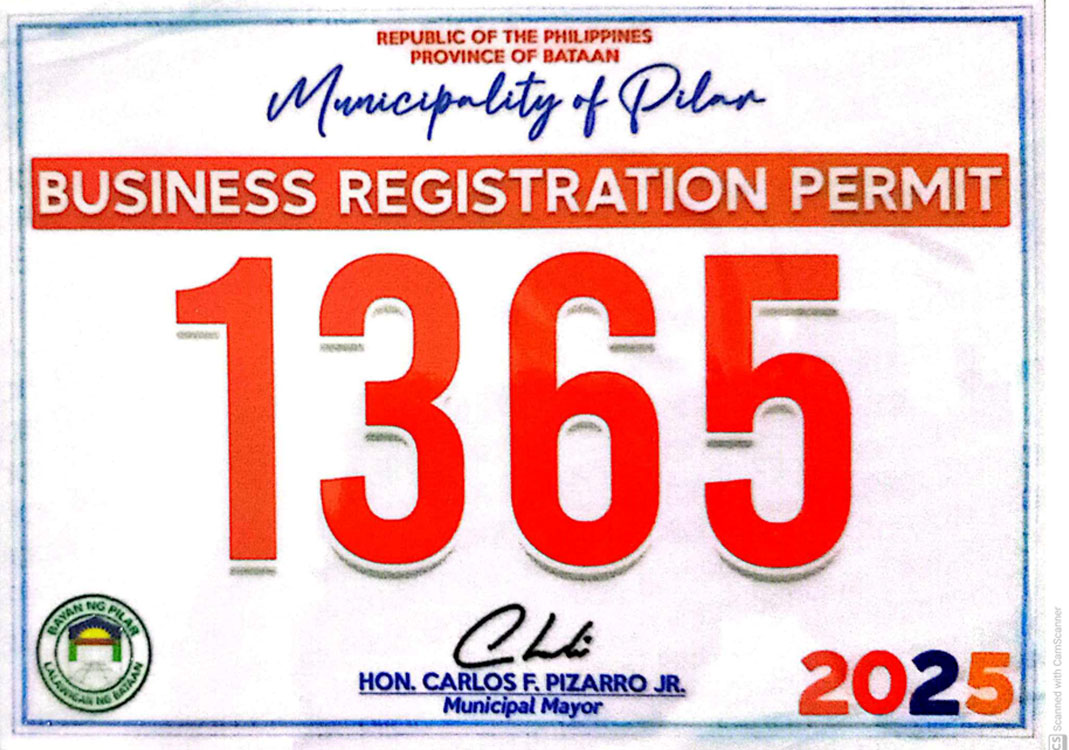 REPUBLIC OF THE PHILIPPINES
PROVINCE OF BATAAN
Municipality of Pilar
BUSINESS REGISTRATION PERMIT
1365
BAYAN NG PILAR
LALAWIGAN NG BATAAN
HON. CARLOS F. PIZARRO JR.
Municipal Mayor
2025
CS Scanned with CamScanner